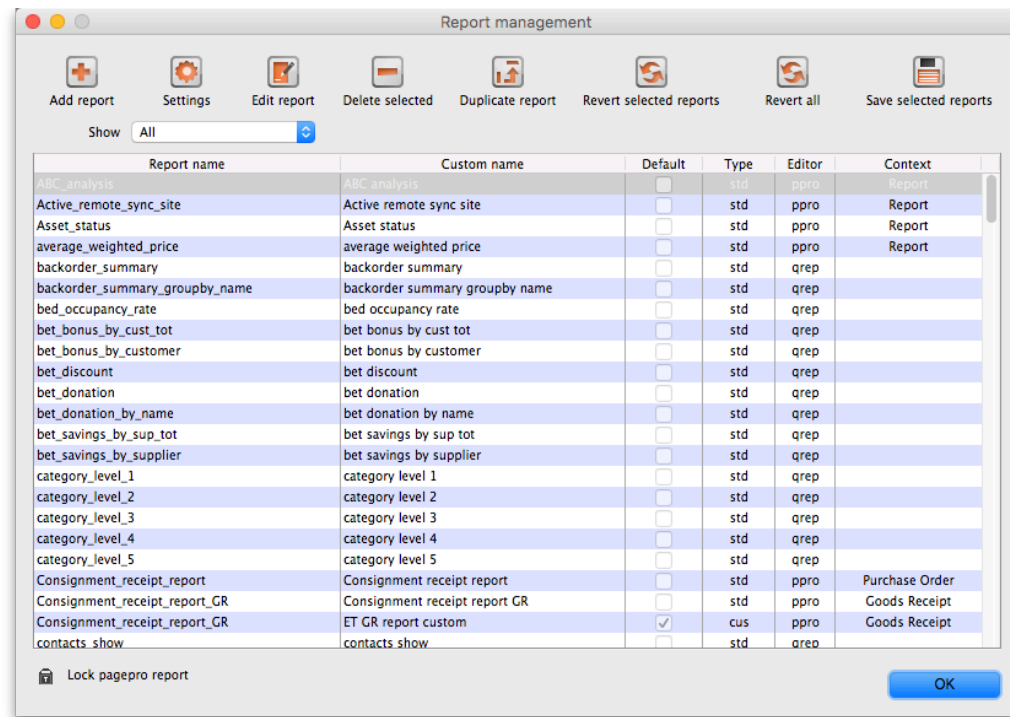 Report management
Add report Settings Edit report Delete selected Duplicate report Revert selected reports Revert all Save selected reports
Show All
Report name Custom name Default Type Editor Context
ABC_analysis ABC analysis std ppro Report
Active_remote_sync_site Active remote sync site std ppro Report
Asset_status Asset status std ppro Report
average_weighted_price average weighted price std ppro Report
backorder_summary backorder summary std qrep
backorder_summary_groupby_name backorder summary groupby name std qrep
bed_occupancy_rate bed occupancy rate std qrep
bet_bonus_by_cust_tot bet bonus by cust tot std qrep
bet_bonus_by_customer bet bonus by customer std qrep
bet_discount bet discount std qrep
bet_donation bet donation std qrep
bet_donation_by_name bet donation by name std qrep
bet_savings_by_sup_tot bet savings by sup tot std qrep
bet_savings_by_supplier bet savings by supplier std qrep
category_level_1 category level 1 std qrep
category_level_2 category level 2 std qrep
category_level_3 category level 3 std qrep
category_level_4 category level 4 std qrep
category_level_5 category level 5 std qrep
Consignment_receipt_report Consignment receipt report std ppro Purchase Order
Consignment_receipt_report_GR Consignment receipt report GR std ppro Goods Receipt
Consignment_receipt_report_GR ET GR report custom cus ppro Goods Receipt
contacts_show contacts show std qrep
Lock pagepro report
OK